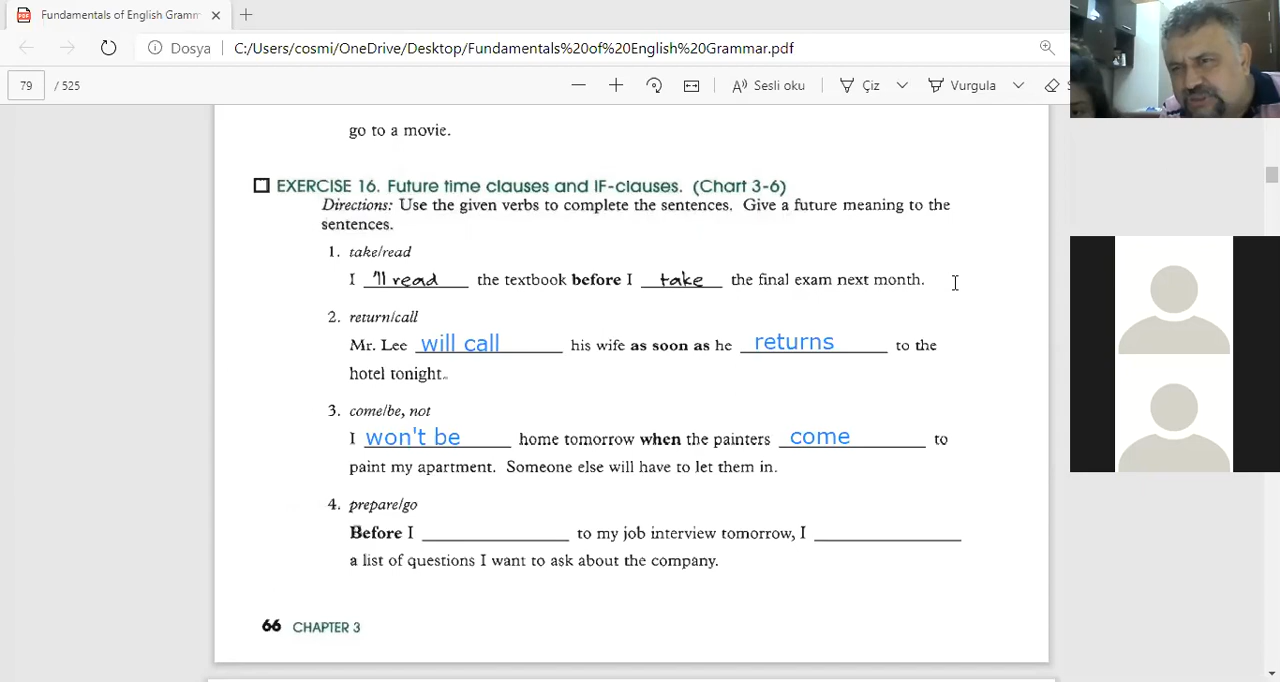 Fundamentals of English Gramm
Dosya C:/Users/cosmi/OneDrive/Desktop/Fundamentals%20of%20English%20Grammar.pdf
79 / 525 Sesli oku Çiz Vurgula
go to a movie.
EXERCISE 16. Future time clauses and IF-clauses. (Chart 3-6)
Directions: Use the given verbs to complete the sentences. Give a future meaning to the
sentences.
1. take/read
I 'll read the textbook before I take the final exam next month.
2. return/call
Mr. Lee will call his wife as soon as he returns to the
hotel tonight.
3. come/be, not
I won't be home tomorrow when the painters come to
paint my apartment. Someone else will have to let them in.
4. prepare/go
Before I ____________ to my job interview tomorrow, I ____________
a list of questions I want to ask about the company.
66 CHAPTER 3